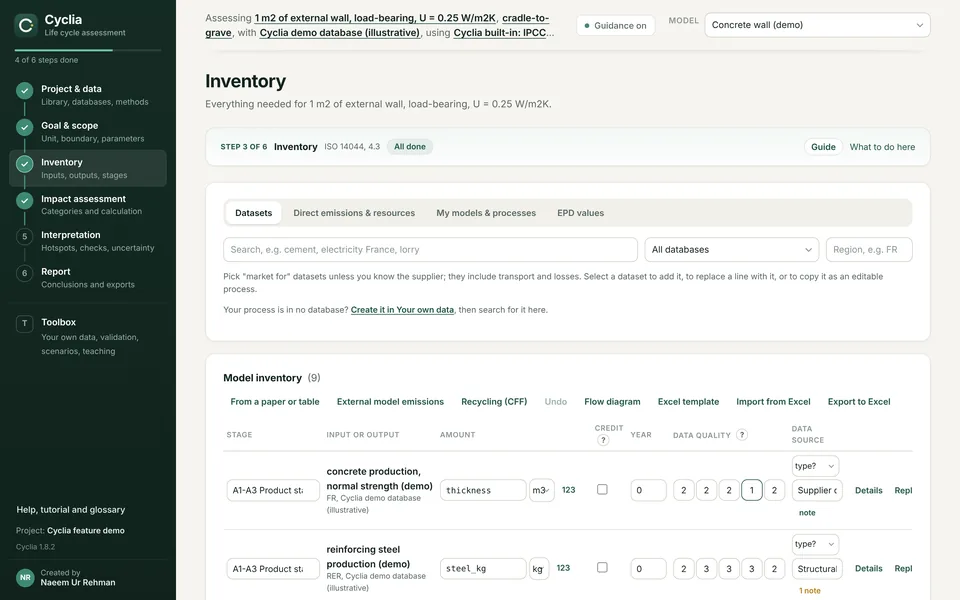 Cyclia
Life cycle assessment
4 of 6 steps done
Project & data
Library, databases, methods
Goal & scope
Unit, boundary, parameters
Inventory
Inputs, outputs, stages
Impact assessment
Categories and calculation
5
Interpretation
Hotspots, checks, uncertainty
6
Report
Conclusions and exports
T
Toolbox
Your own data, validation,
scenarios, teaching
Help, tutorial and glossary
Project: Cyclia feature demo
Cyclia 1.8.2
NR
Created by
Naeem Ur Rehman
Assessing 1 m2 of external wall, load-bearing, U = 0.25 W/m2K, cradle-to-
grave, with Cyclia demo database (illustrative), using Cyclia built-in: IPCC...
Guidance on
MODEL
Concrete wall (demo)
Inventory
Everything needed for 1 m2 of external wall, load-bearing, U = 0.25 W/m2K.
STEP 3 OF 6 Inventory ISO 14044, 4.3 All done
Guide What to do here
Datasets Direct emissions & resources My models & processes EPD values
Search, e.g. cement, electricity France, lorry
All databases
Region, e.g. FR
Pick "market for" datasets unless you know the supplier; they include transport and losses. Select a dataset to add it, to replace a line with it, or to copy it as an editable
process.
Your process is in no database? Create it in Your own data, then search for it here.
Model inventory (9)
From a paper or table External model emissions Recycling (CFF) Undo Flow diagram Excel template Import from Excel Export to Excel
STAGE INPUT OR OUTPUT AMOUNT CREDIT ? YEAR DATA QUALITY ? DATA SOURCE
type?
concrete production,
normal strength (demo)
FR, Cyclia demo database
(illustrative)
A1-A3 Product sta
thickness m3 123 0 2 2 2 1 2 Supplier Details Repl
note
type?
reinforcing steel
production (demo)
RER, Cyclia demo database
(illustrative)
A1-A3 Product sta
steel_kg kg 123 0 2 3 3 3 2 Structural Details Repl
1 note